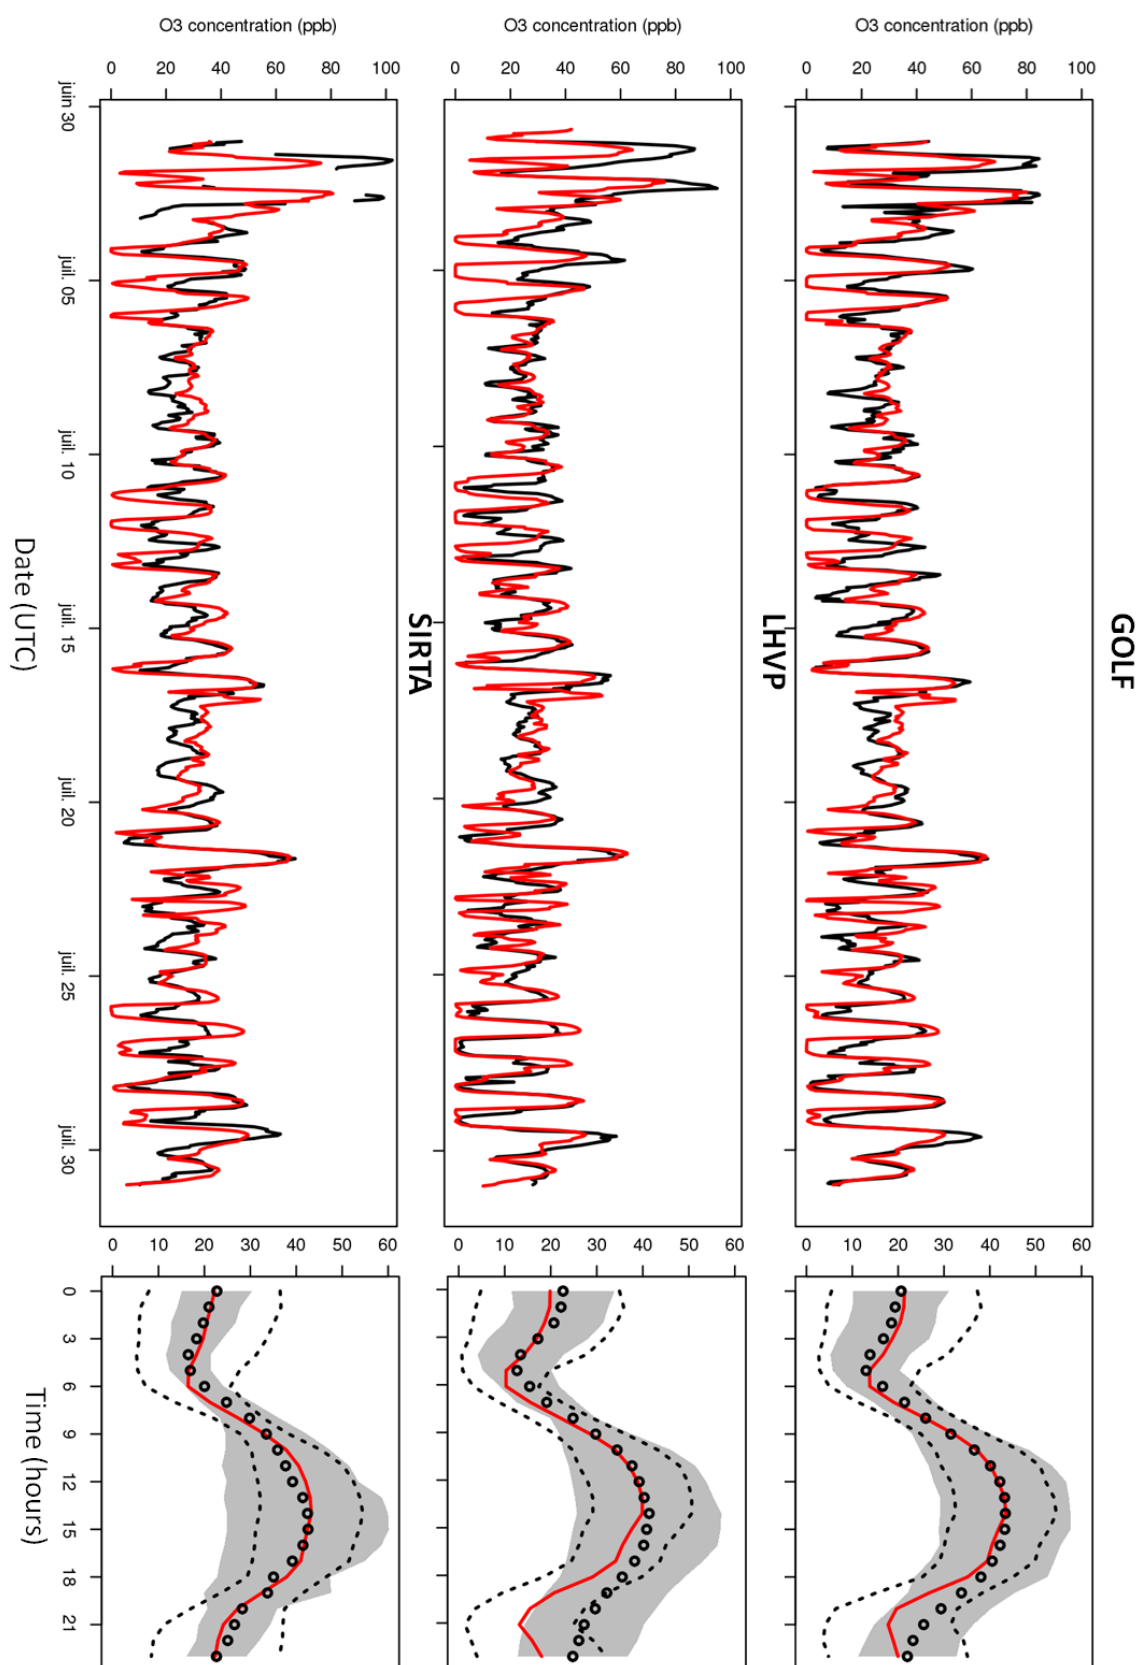 O3 concentration (ppb) O3 concentration (ppb) O3 concentration (ppb)
0 20 40 60 80 100 0 20 40 60 80 100 0 20 40 60 80 100
juin 30
juil. 05
juil. 10
juil. 15
juil. 20
juil. 25
juil. 30
Date (UTC)
SIRTA
LHVP
GOLF
0 10 20 30 40 50 60 0 10 20 30 40 50 60 0 10 20 30 40 50 60
0
3
6
9
12
15
18
21
Time (hours)